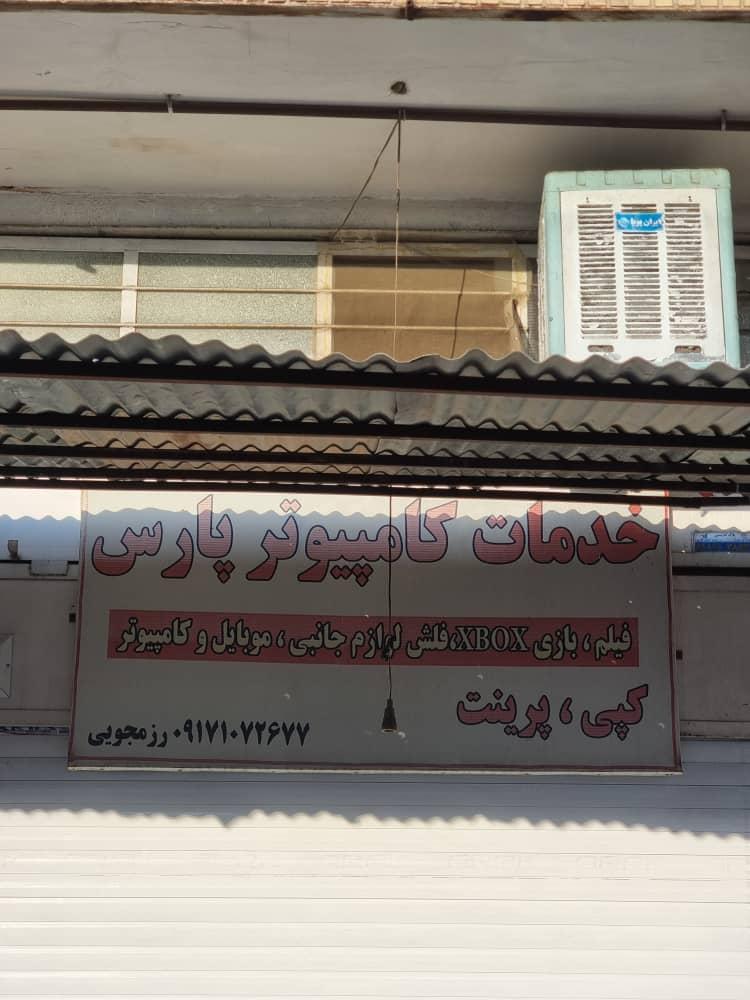 خدمات کامپیوتر پارس
فیلم ، بازی XBOX،فلش لوازم جانبی ، موبایل و کامپیوتر
کپی ، پرینت
۰۹۱۷۱۰۷۲۶۷۷ رزمجویی